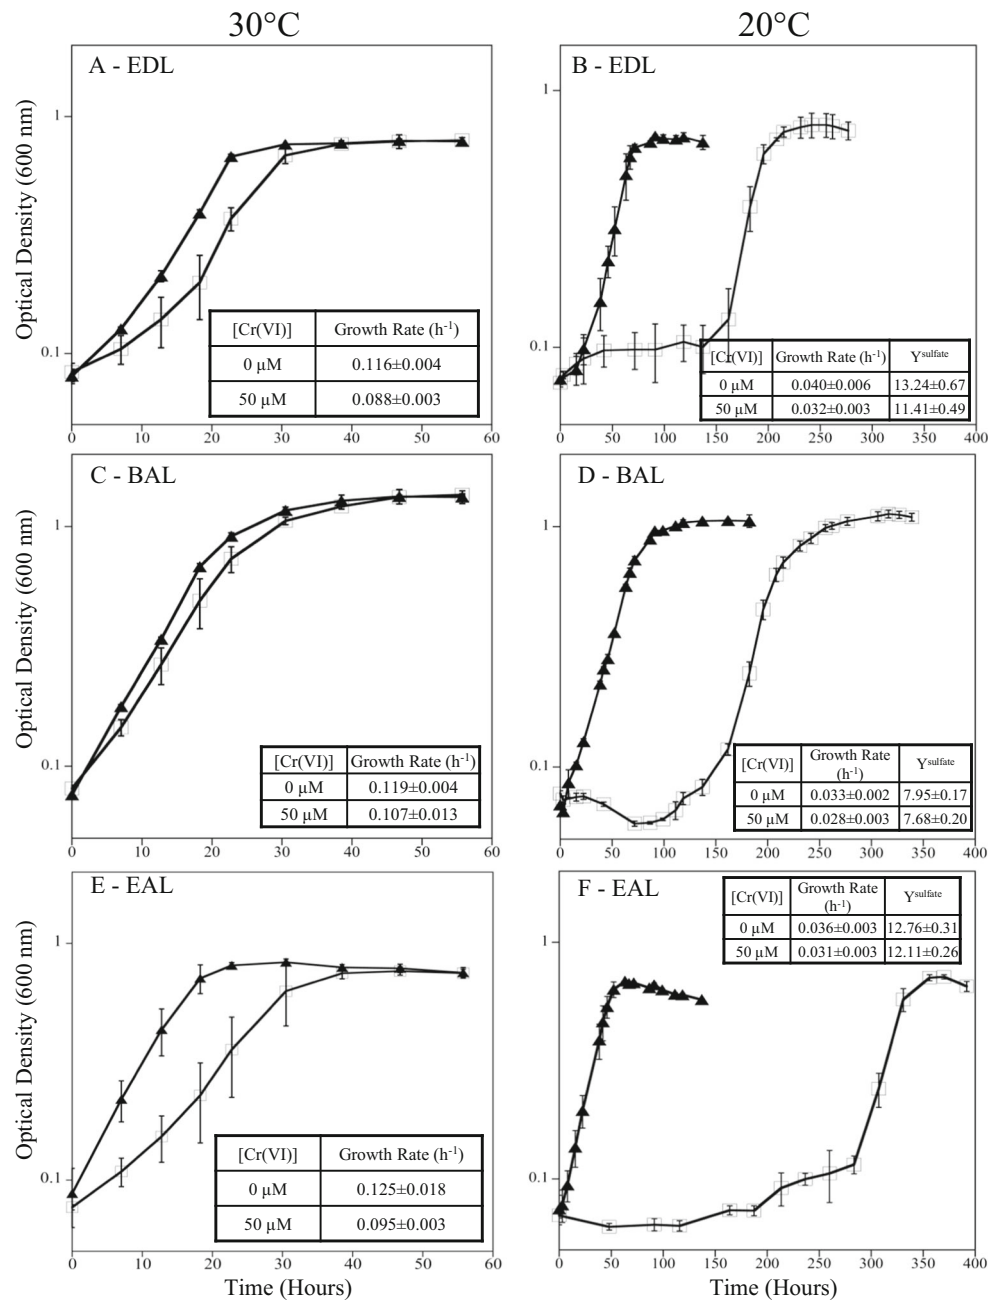 30°C
20°C
A - EDL
Optical Density (600 nm)
1
0.1
[Cr(VI)] Growth Rate (h-1)
0 µM 0.116±0.004
50 µM 0.088±0.003
0 10 20 30 40 50 60
B - EDL
1
0.1
[Cr(VI)] Growth Rate (h-1) Ysulfate
0 µM 0.040±0.006 13.24±0.67
50 µM 0.032±0.003 11.41±0.49
0 50 100 150 200 250 300 350 400
C - BAL
Optical Density (600 nm)
1
0.1
[Cr(VI)] Growth Rate (h-1)
0 µM 0.119±0.004
50 µM 0.107±0.013
0 10 20 30 40 50 60
D - BAL
1
0.1
[Cr(VI)] Growth Rate (h-1) Ysulfate
0 µM 0.033±0.002 7.95±0.17
50 µM 0.028±0.003 7.68±0.20
0 50 100 150 200 250 300 350 400
E - EAL
Optical Density (600 nm)
1
0.1
[Cr(VI)] Growth Rate (h-1)
0 µM 0.125±0.018
50 µM 0.095±0.003
0 10 20 30 40 50 60
Time (Hours)
F - EAL
[Cr(VI)] Growth Rate (h-1) Ysulfate
0 µM 0.036±0.003 12.76±0.31
50 µM 0.031±0.003 12.11±0.26
1
0.1
0 50 100 150 200 250 300 350 400
Time (Hours)